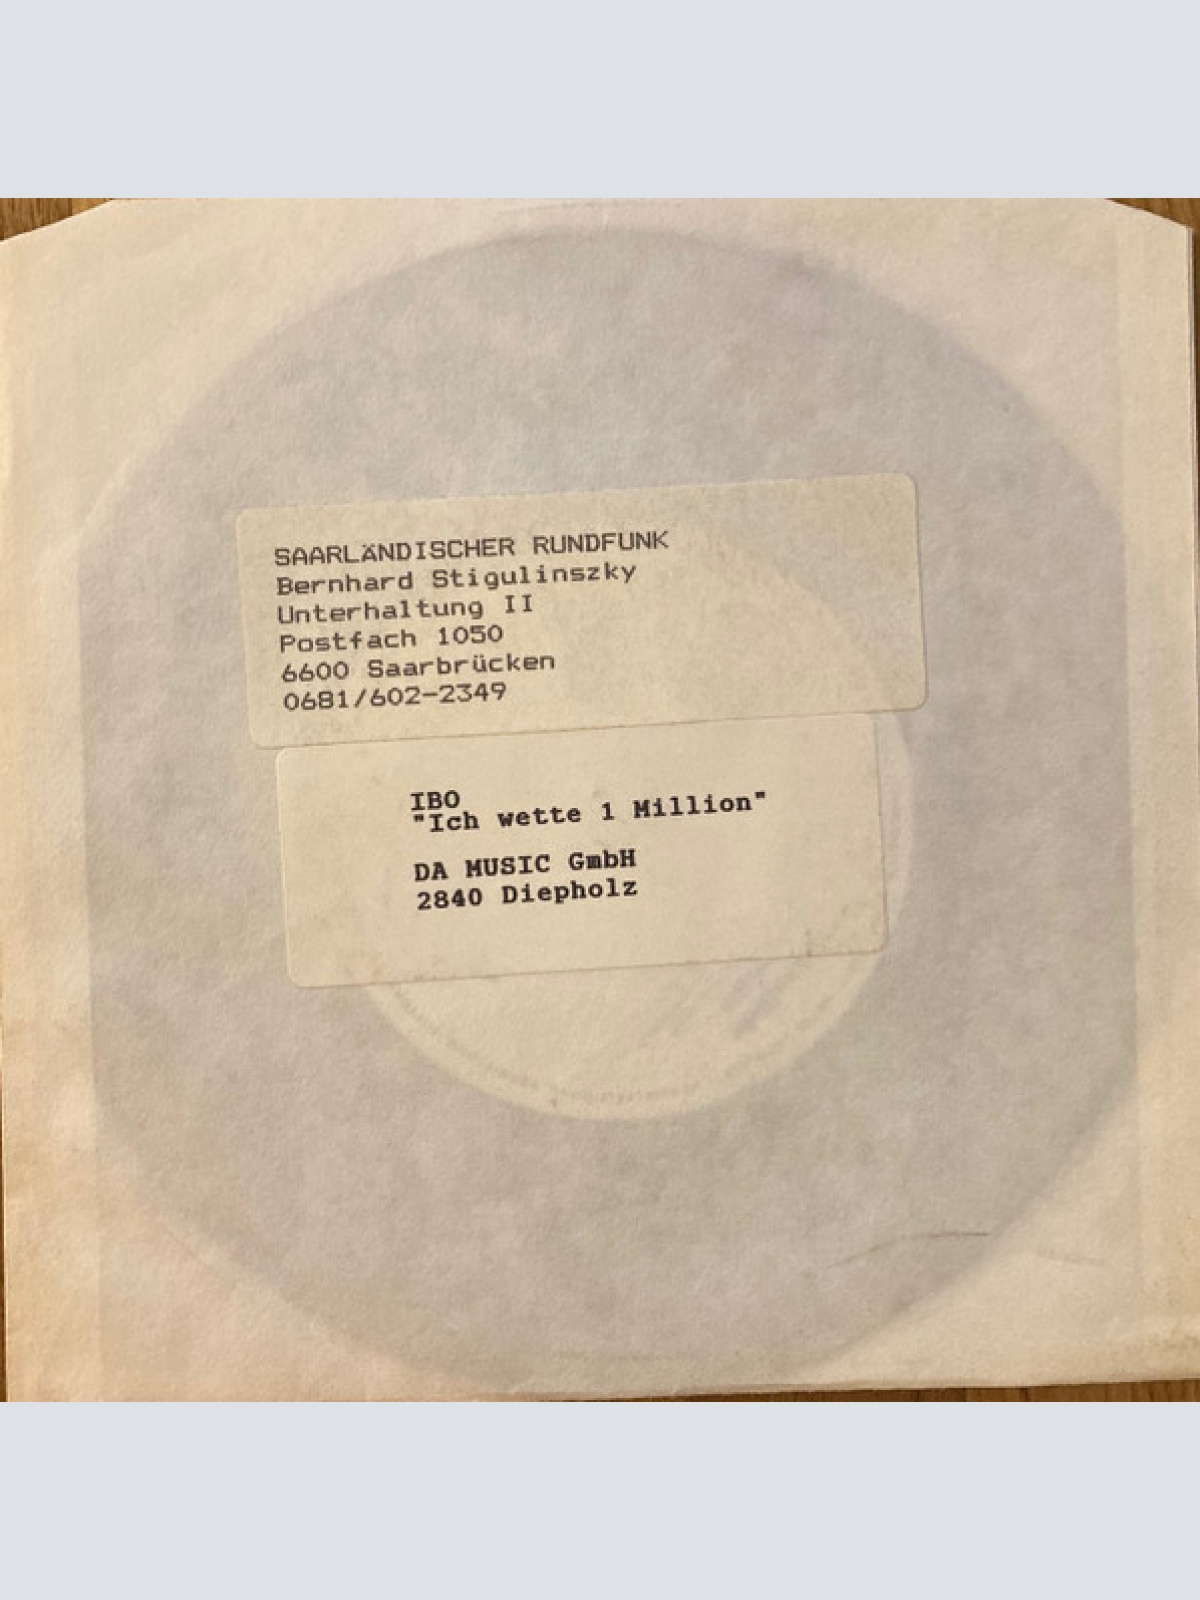 SAARLÄNDISCHER RUNDFUNK
Bernhard Stigulinszky
Unterhaltung II
Postfach 1050
6600 Saarbrücken
0681/602-2349
IBO
"Ich wette 1 Million"
DA MUSIC GmbH
2840 Diepholz